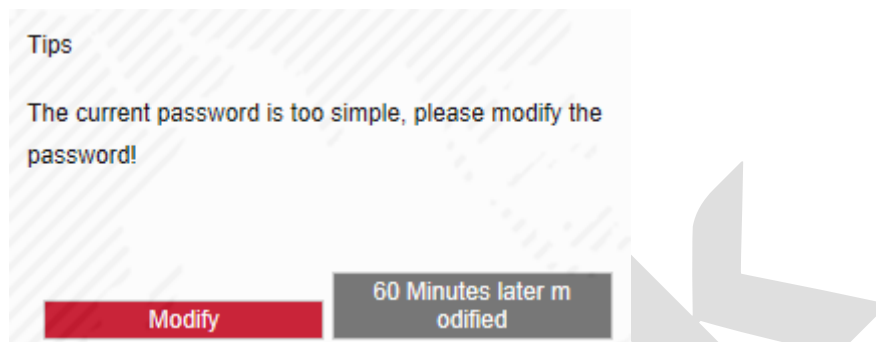 Tips
The current password is too simple, please modify the
password!
60 Minutes later m
Modify
odified